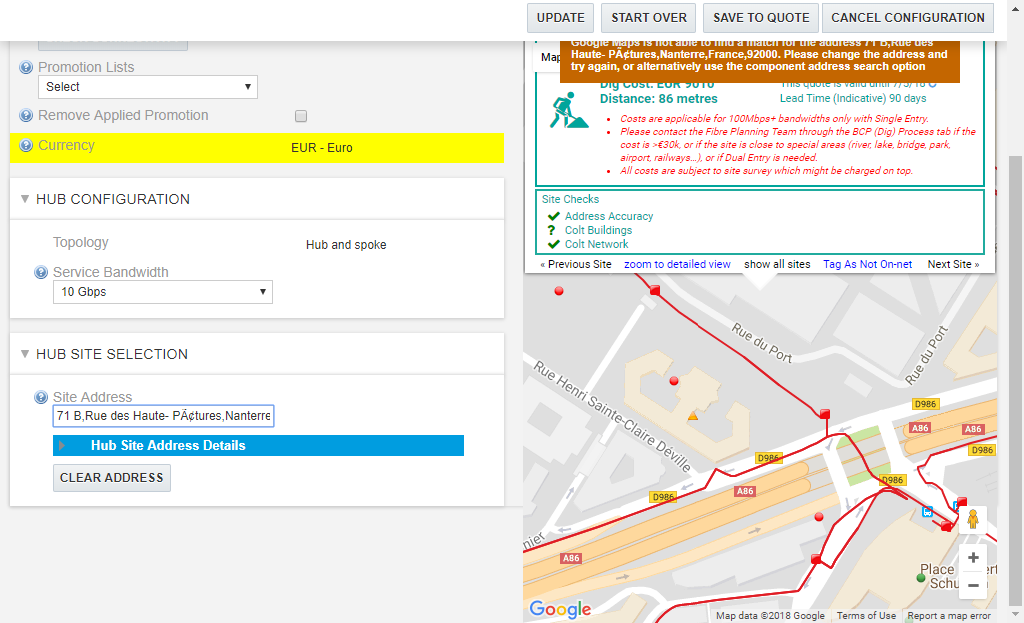 UPDATE
START OVER
SAVE TO QUOTE
CANCEL CONFIGURATION
Promotion Lists
Select
Remove Applied Promotion
Currency
EUR - Euro
HUB CONFIGURATION
Topology
Hub and spoke
Service Bandwidth
10 Gbps
HUB SITE SELECTION
Site Address
71 B,Rue des Haute- PÃ¢tures,Nanterre
Hub Site Address Details
CLEAR ADDRESS
Map
Google Maps is not able to find a match for the address 71 B,Rue des
Haute- PÃ¢tures,Nanterre,France,92000. Please change the address and
try again, or alternatively use the component address search option
Dig Cost: EUR 9010
This quote is valid until 7/5/18
Distance: 86 metres
Lead Time (Indicative) 90 days
Costs are applicable for 100Mbps+ bandwidths only with Single Entry.
Please contact the Fibre Planning Team through the BCP (Dig) Process tab if the
cost is >€30k, or if the site is close to special areas (river, lake, bridge, park,
airport, railways...), or if Dual Entry is needed.
All costs are subject to site survey which might be charged on top.
Site Checks
Address Accuracy
? Colt Buildings
Colt Network
« Previous Site
zoom to detailed view
show all sites
Tag As Not On-net
Next Site »
Rue du Port
Rue du Port
Rue Henri Sainte-Claire Déville
D986
A86
A86
D986
D986
D986
A86
D986
nier
A86
Place
ert
Schu
+
−
Google
Map data ©2018 Google
Terms of Use
Report a map error